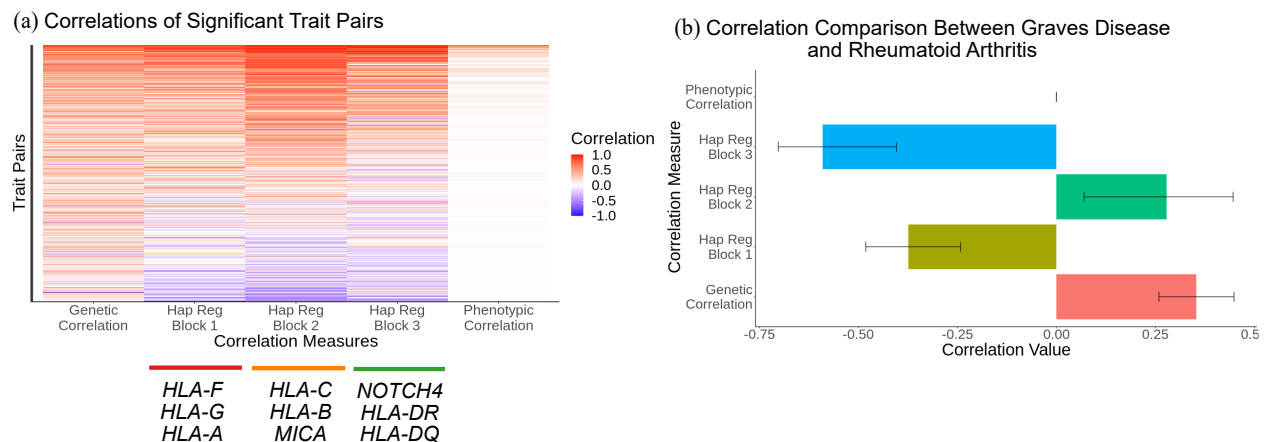 (a) Correlations of Significant Trait Pairs
Trait Pairs
Genetic
Correlation
Hap Reg
Block 1
Hap Reg
Block 2
Hap Reg
Block 3
Phenotypic
Correlation
Correlation Measures
Correlation
1.0
0.5
0.0
-0.5
-1.0
HLA-F
HLA-G
HLA-A
HLA-C
HLA-B
MICA
NOTCH4
HLA-DR
HLA-DQ
(b) Correlation Comparison Between Graves Disease
and Rheumatoid Arthritis
Correlation Measure
Phenotypic
Correlation
Hap Reg
Block 3
Hap Reg
Block 2
Hap Reg
Block 1
Genetic
Correlation
-0.75
-0.50
-0.25
0.00
0.25
0.5
Correlation Value